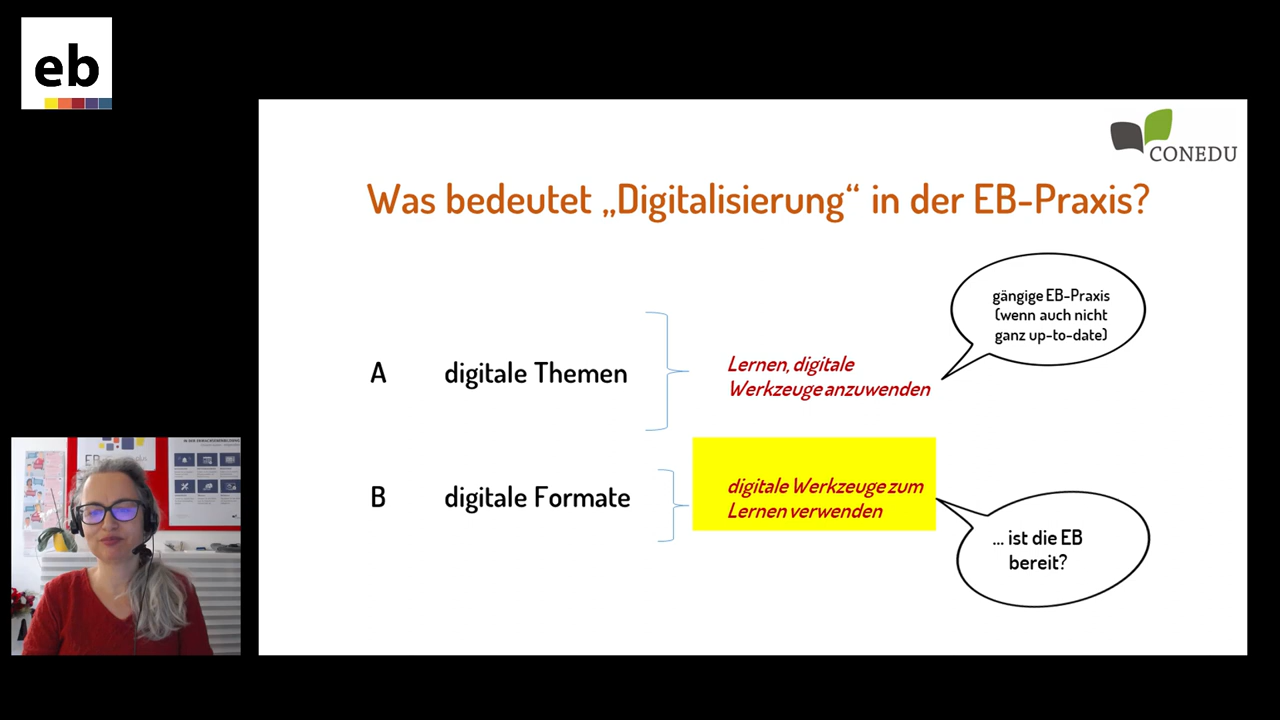 eb
CONEDU
Was bedeutet „Digitalisierung“ in der EB-Praxis?
gängige EB-Praxis
(wenn auch nicht
ganz up-to-date)
A digitale Themen
Lernen, digitale
Werkzeuge anzuwenden
B digitale Formate
digitale Werkzeuge zum
Lernen verwenden
... ist die EB
bereit?
EB